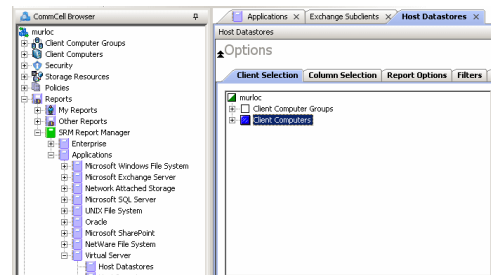 CommCell Browser
murloc
Client Computer Groups
Client Computers
Security
Storage Resources
Policies
Reports
My Reports
Other Reports
SRM Report Manager
Enterprise
Applications
Microsoft Windows File System
Microsoft Exchange Server
Network Attached Storage
Microsoft SQL Server
UNIX File System
Oracle
Microsoft SharePoint
NetWare File System
Virtual Server
Host Datastores
Applications Exchange Subclients Host Datastores
Host Datastores
Options
Client Selection Column Selection Report Options Filters
murloc
Client Computer Groups
Client Computers